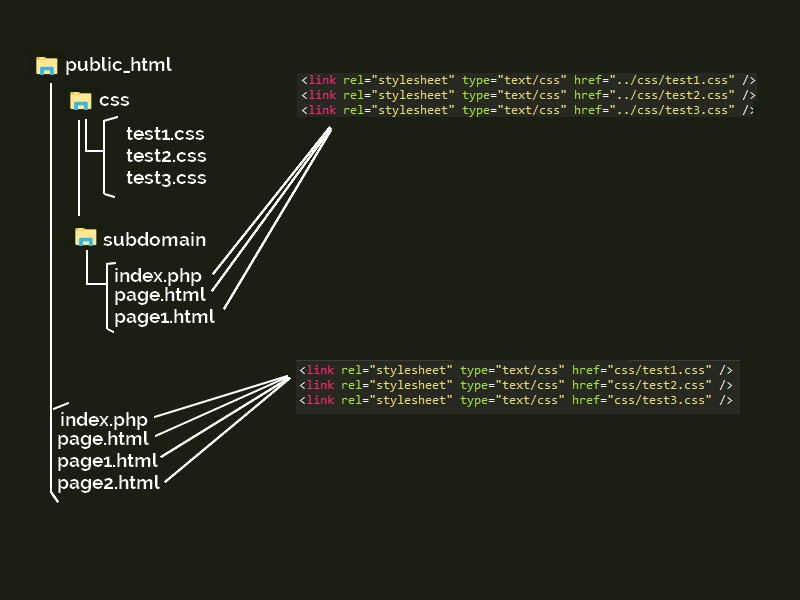 public_html
css
test1.css
test2.css
test3.css
subdomain
index.php
page.html
page1.html
index.php
page.html
page1.html
page2.html
<link rel="stylesheet" type="text/css" href="../css/test1.css" />
<link rel="stylesheet" type="text/css" href="../css/test2.css" />
<link rel="stylesheet" type="text/css" href="../css/test3.css" />
<link rel="stylesheet" type="text/css" href="css/test1.css" />
<link rel="stylesheet" type="text/css" href="css/test2.css" />
<link rel="stylesheet" type="text/css" href="css/test3.css" />